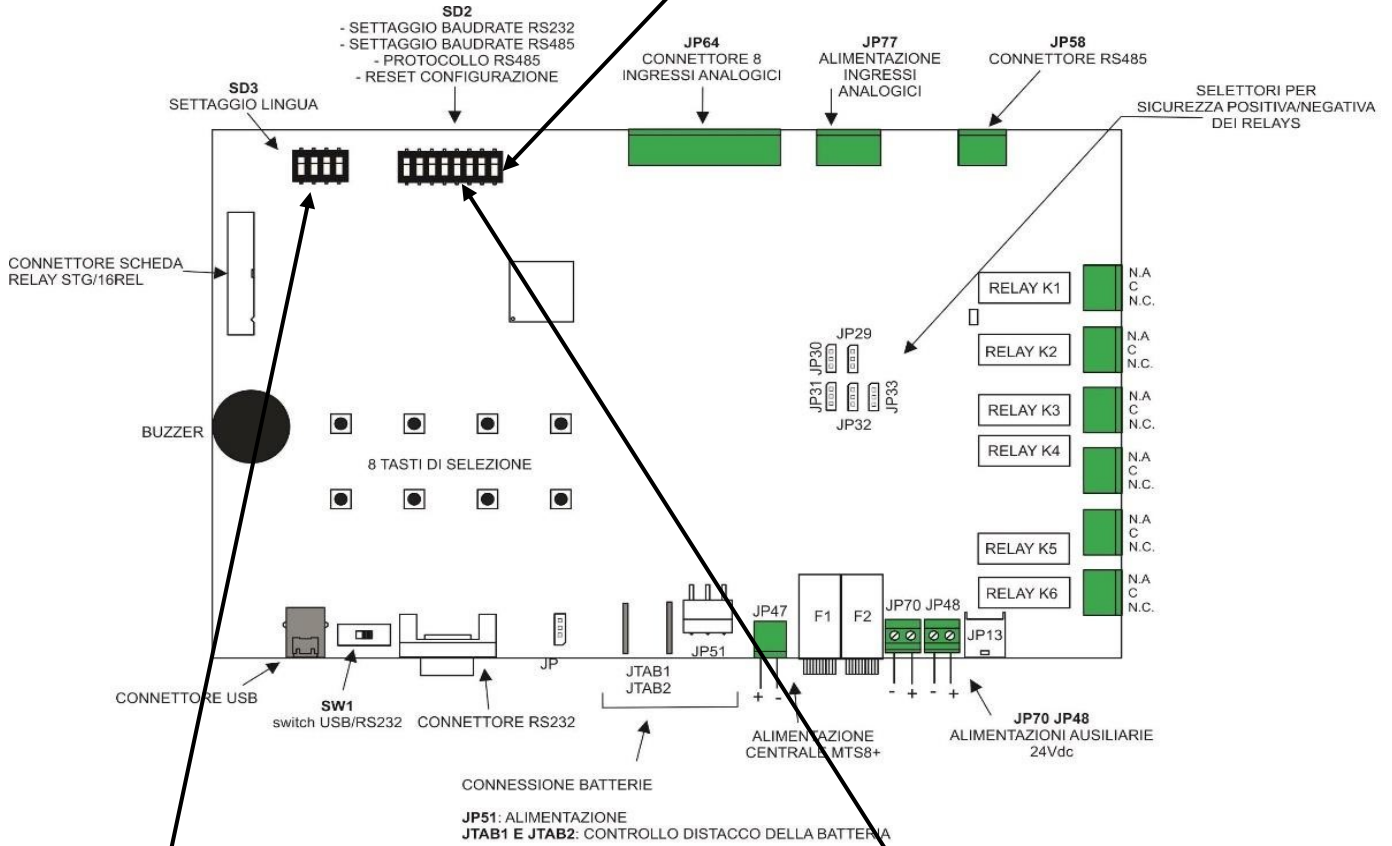 SD2
- SETTAGGIO BAUDRATE RS232
- SETTAGGIO BAUDRATE RS485
- PROTOCOLLO RS485
- RESET CONFIGURAZIONE
JP64
CONNETTORE 8
INGRESSI ANALOGICI
JP77
ALIMENTAZIONE
INGRESSI
ANALOGICI
JP58
CONNETTORE RS485
SD3
SETTAGGIO LINGUA
SELETTORI PER
SICUREZZA POSITIVA/NEGATIVA
DEI RELAYS
CONNETTORE SCHEDA
RELAY STG/16REL
RELAY K1
N.A
C
N.C.
JP29
JP30
RELAY K2
N.A
C
N.C.
JP31
JP33
JP32
RELAY K3
N.A
C
N.C.
BUZZER
8 TASTI DI SELEZIONE
RELAY K4
N.A
C
N.C.
RELAY K5
N.A
C
N.C.
RELAY K6
N.A
C
N.C.
JP47
F1
F2
JP70
JP48
JP13
JP51
JP
JTAB1
JTAB2
+ -
- + - +
CONNETTORE USB
SW1
switch USB/RS232
CONNETTORE RS232
ALIMENTAZIONE
CENTRALE MTS8+
JP70 JP48
ALIMENTAZIONI AUSILIARIE
24Vdc
CONNESSIONE BATTERIE
JP51: ALIMENTAZIONE
JTAB1 E JTAB2: CONTROLLO DISTACCO DELLA BATTERIA